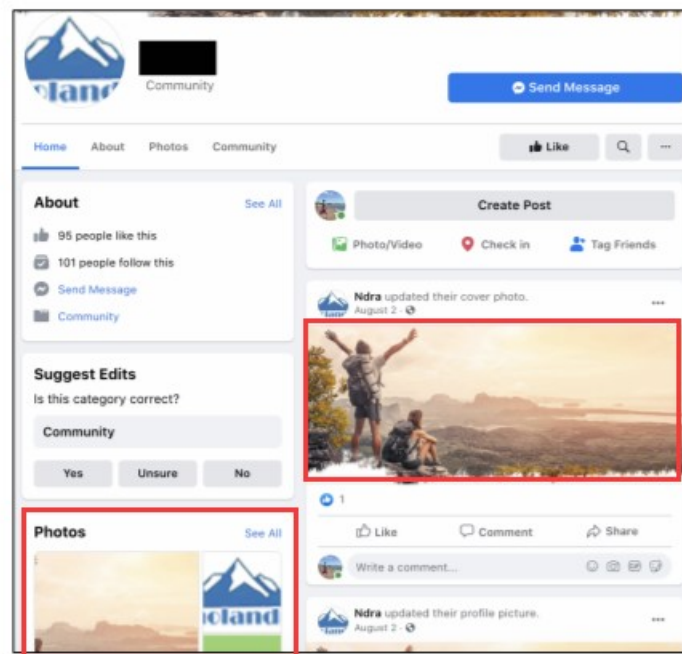 Community
Send Message
Home About Photos Community
Like
About See All
95 people like this
101 people follow this
Send Message
Community
Suggest Edits
Is this category correct?
Community
Yes Unsure No
Photos See All
oland
Create Post
Photo/Video Check in Tag Friends
Ndra updated their cover photo.
August 2
1
Like Comment Share
Write a comment...
GIF
Ndra updated their profile picture.
August 2